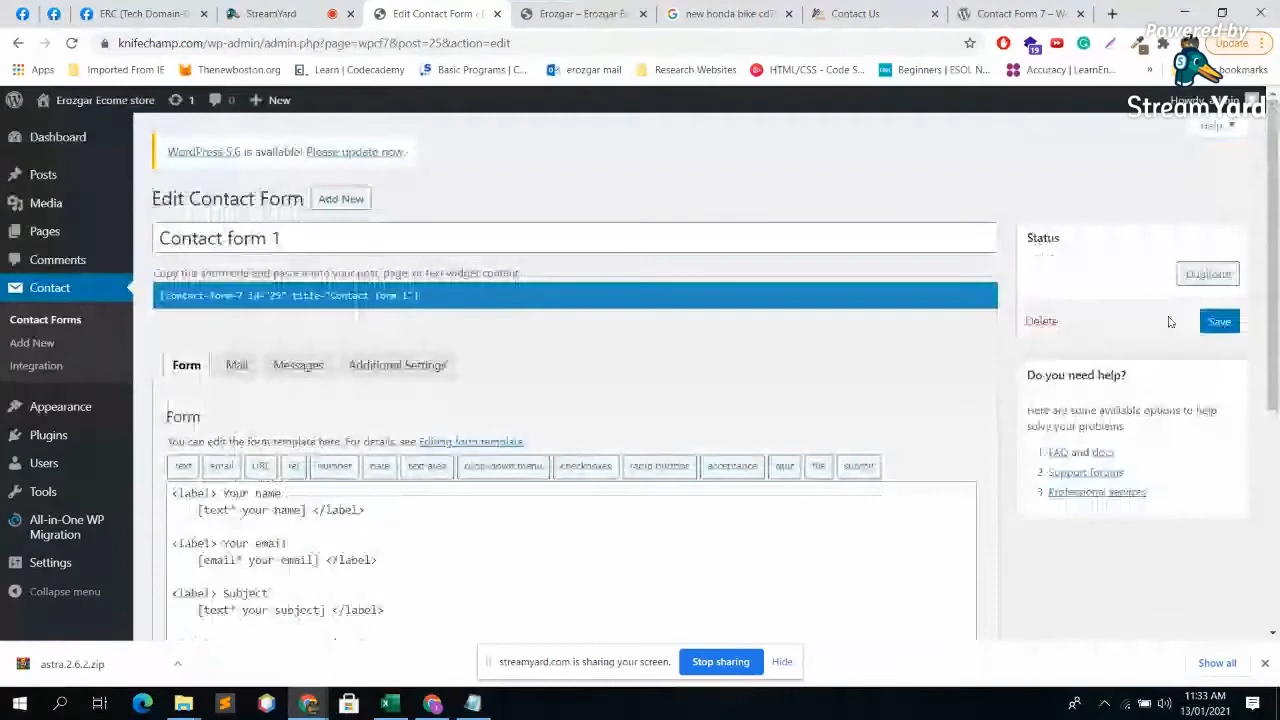 ERC (Tech,Domain-D
StreamYard
Edit Contact Form
Erozgar – Erozgar E
new honda bike cd7
Contact Us
Contact Form 7 – W
Powered by
knifechamp.com/wp-admin/admin.php?page=wpcf7&post=25&action=edit
19
Update
Apps
Imported From IE
Thenewboston.org
Learn | Codecademy
Basic Programs | C...
erozgar mail
Research Websites
HTML/CSS - Code S...
Beginners | ESOL N...
Accuracy | LearnEn...
»
bookmarks
StreamYard
Erozgar Ecome store
1
0
New
Howdy, admin
Help
Dashboard
Posts
Media
Pages
Comments
Contact
Contact Forms
Add New
Integration
Appearance
Plugins
Users
Tools
All-in-One WP
Migration
Settings
Collapse menu
WordPress 5.6 is available! Please update now.
Edit Contact Form
Add New
Contact form 1
Copy this shortcode and paste it into your post, page, or text widget content:
[contact-form-7 id="25" title="Contact form 1"]
Form
Mail
Messages
Additional Settings
Form
You can edit the form template here. For details, see Editing form template.
text
email
URL
tel
number
date
text area
drop-down menu
checkboxes
radio buttons
acceptance
quiz
file
submit
<label> Your name
[text* your-name] </label>
<label> Your email
[email* your-email] </label>
<label> Subject
[text* your-subject] </label>
Status
Duplicate
Delete
Save
Do you need help?
Here are some available options to help
solve your problems.
1. FAQ and docs
2. Support forums
3. Professional services
astra.2.6.2.zip
streamyard.com is sharing your screen.
Stop sharing
Hide
Show all
11:33 AM
13/01/2021